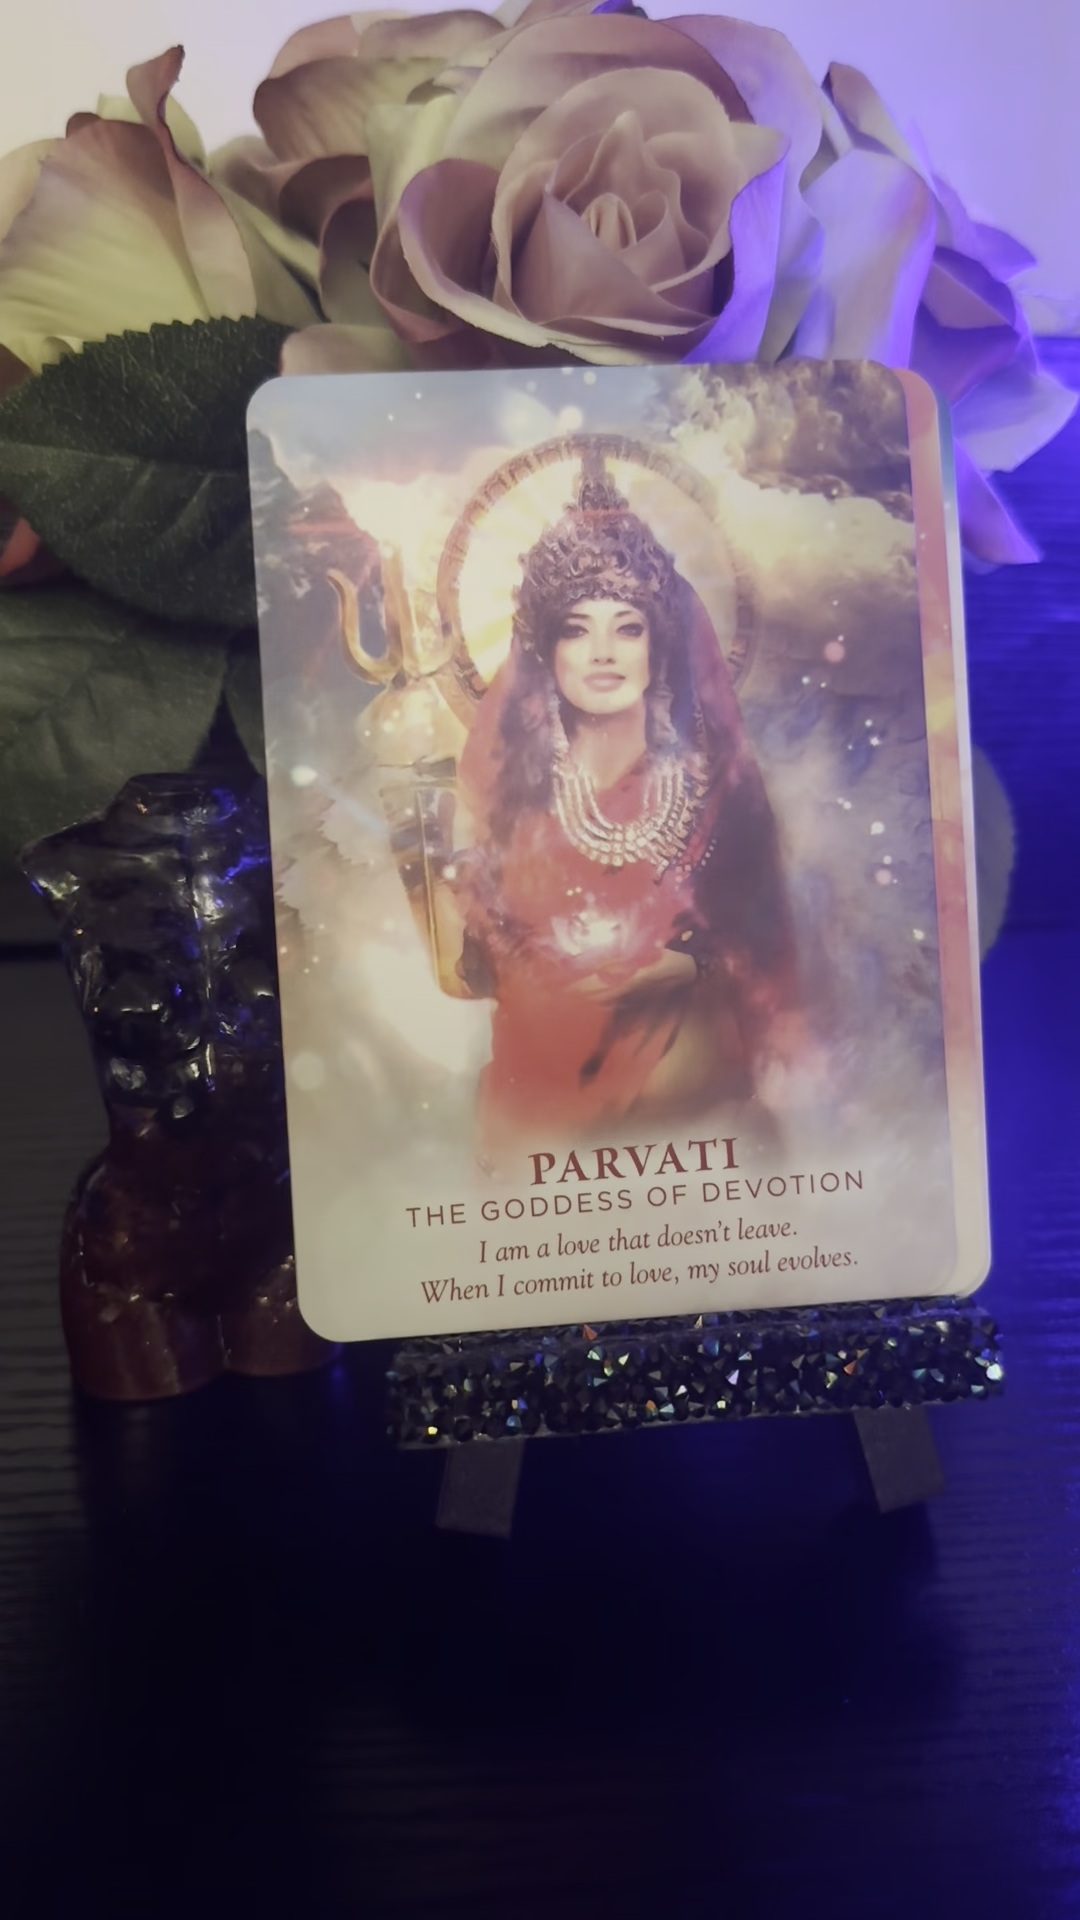 PARVATI
THE GODDESS OF DEVOTION
I am a love that doesn't leave.
When I commit to love, my soul evolves.